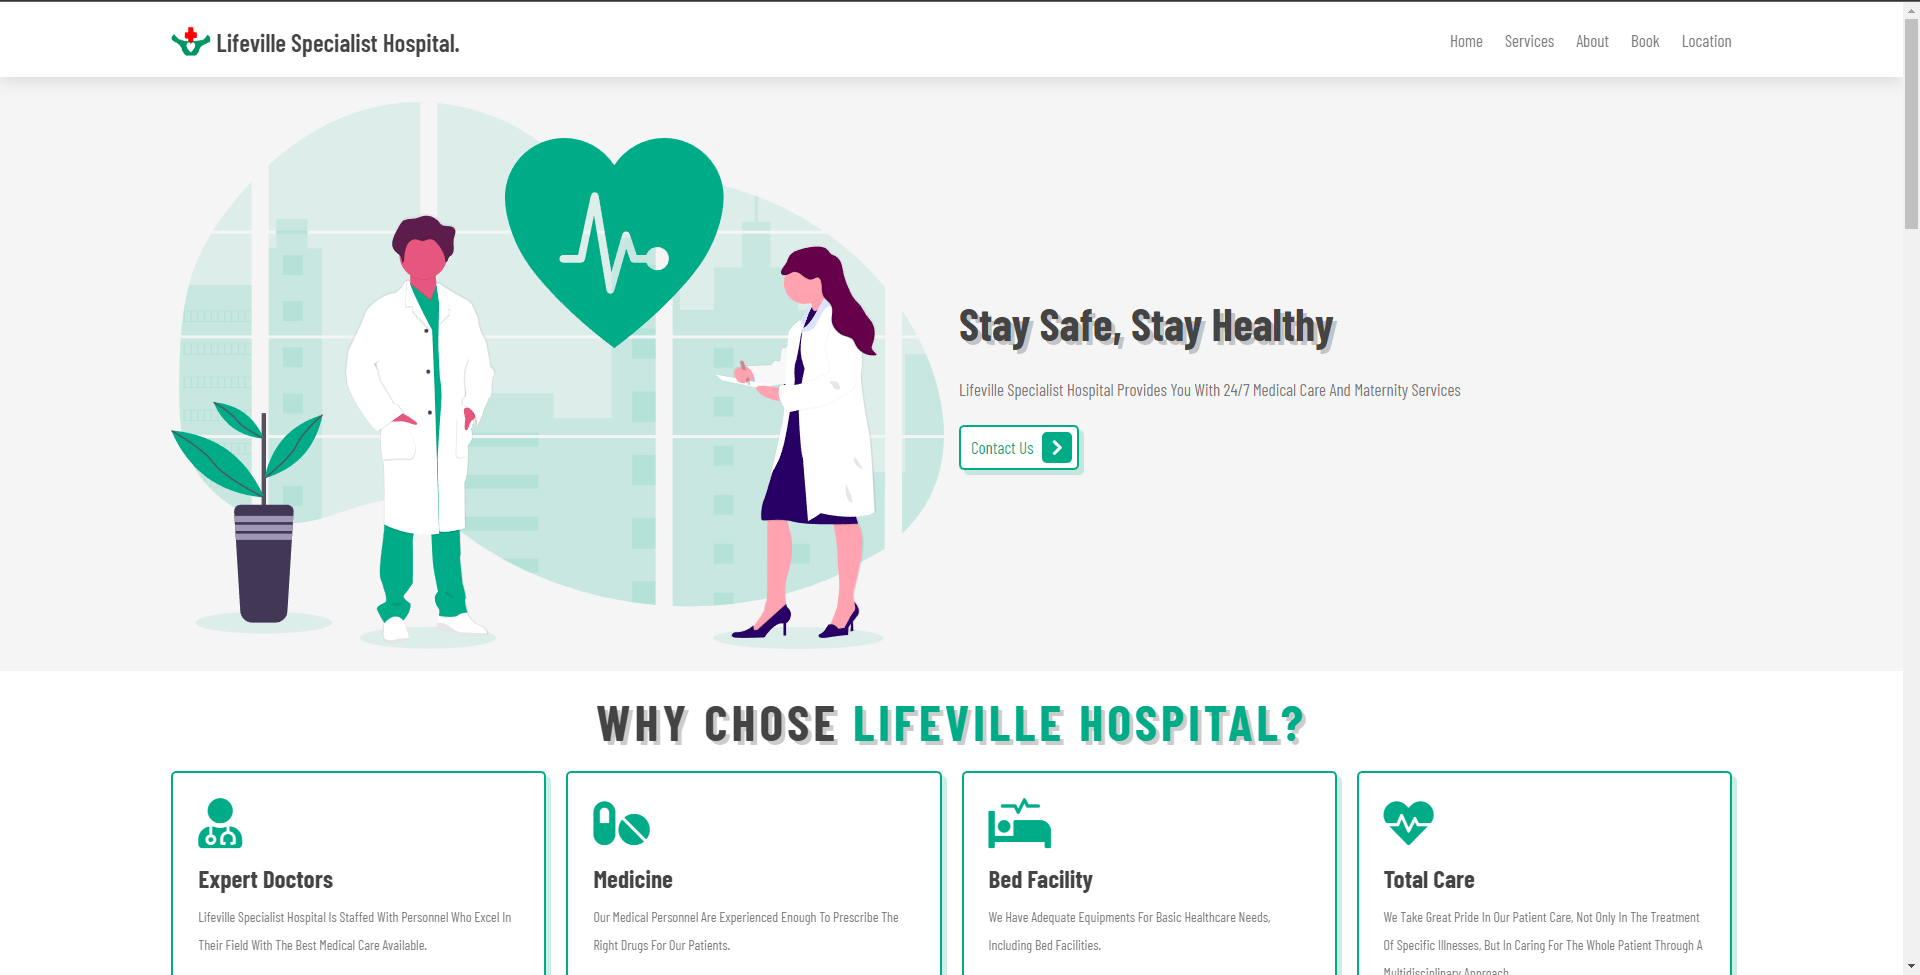 Lifeville Specialist Hospital.
Home Services About Book Location
Stay Safe, Stay Healthy
Lifeville Specialist Hospital Provides You With 24/7 Medical Care And Maternity Services
Contact Us
WHY CHOSE LIFEVILLE HOSPITAL?
Expert Doctors
Lifeville Specialist Hospital Is Staffed With Personnel Who Excel In
Their Field With The Best Medical Care Available.
Medicine
Our Medical Personnel Are Experienced Enough To Prescribe The
Right Drugs For Our Patients.
Bed Facility
We Have Adequate Equipments For Basic Healthcare Needs,
Including Bed Facilities.
Total Care
We Take Great Pride In Our Patient Care, Not Only In The Treatment
Of Specific Illnesses, But In Caring For The Whole Patient Through A
Multidisciplinary Approach